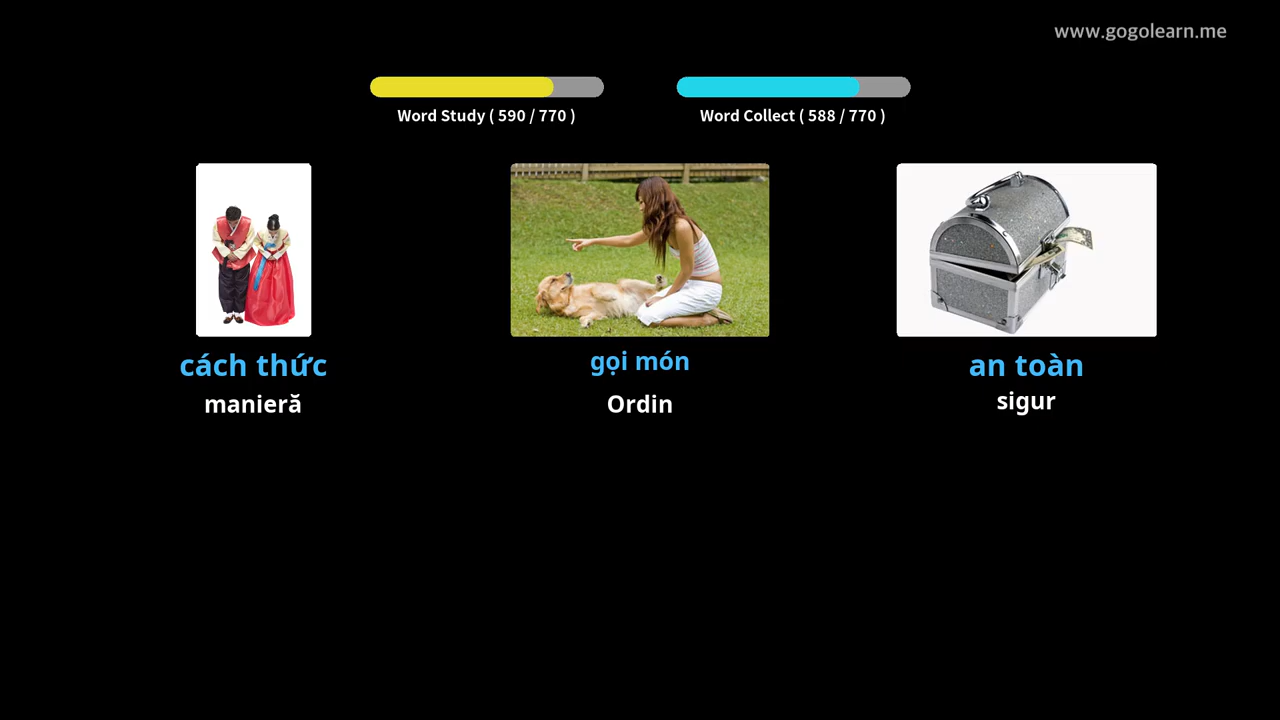 www.gogolearn.me
Word Study ( 590 / 770 )
Word Collect ( 588 / 770 )
cách thức
manieră
gọi món
Ordin
an toàn
sigur